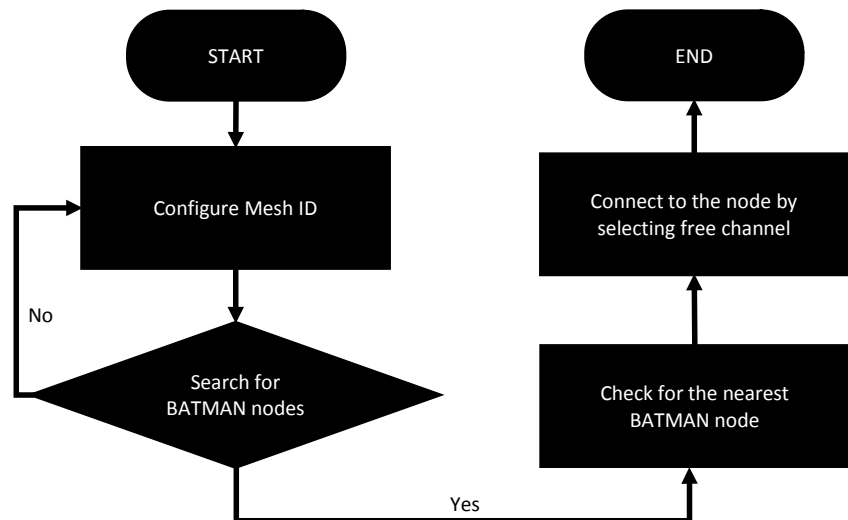 START
Configure Mesh ID
No
Search for
BATMAN nodes
Yes
Check for the nearest
BATMAN node
Connect to the node by
selecting free channel
END